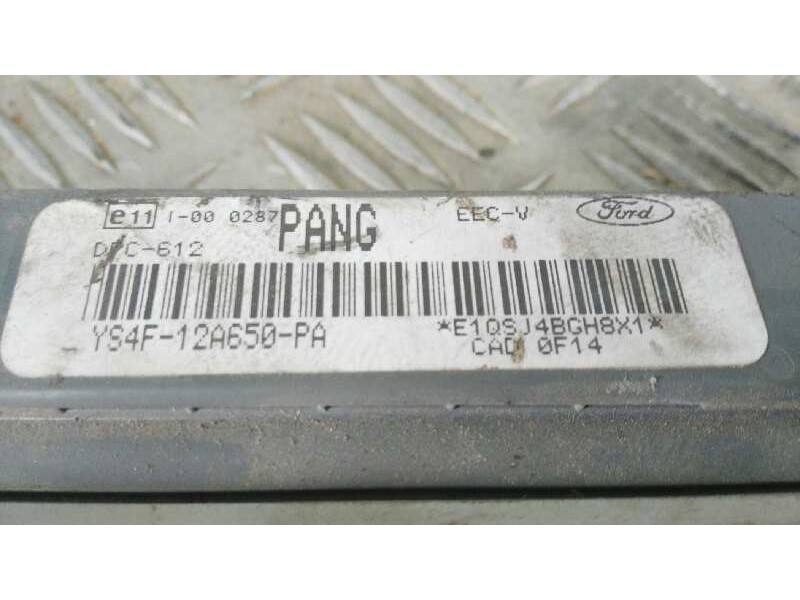 e11 I-00 0287 PANG EEC-V Ford
DPC-612
YS4F-12A650-PA *E1QSJ4BGH8X1*
CAD 0F14